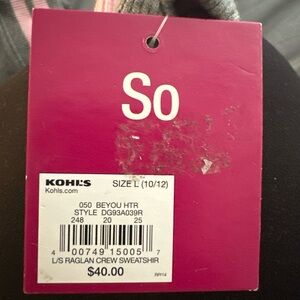 So
KOHL'S SIZE L (10/12)
Kohls.com
050 BEYOU HTR
STYLE DG93A039R
248 20 25
4 00749 15005 7
L/S RAGLAN CREW SWEATSHIR
$40.00